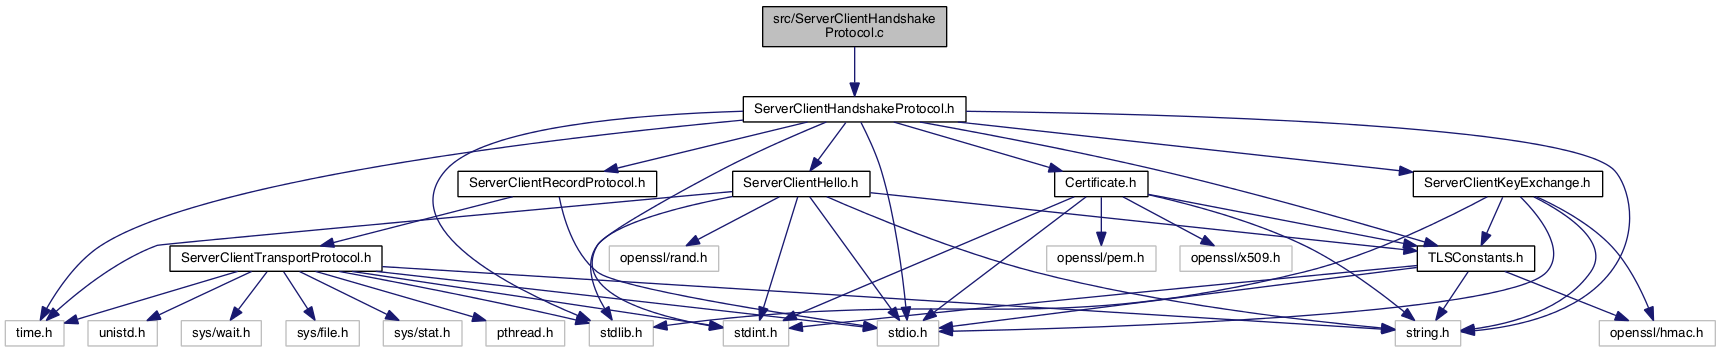 src/ServerClientHandshake
Protocol.c
ServerClientHandshakeProtocol.h
ServerClientRecordProtocol.h
ServerClientHello.h
Certificate.h
ServerClientKeyExchange.h
ServerClientTransportProtocol.h
openssl/rand.h
openssl/pem.h
openssl/x509.h
TLSConstants.h
time.h
unistd.h
sys/wait.h
sys/file.h
sys/stat.h
pthread.h
stdlib.h
stdint.h
stdio.h
string.h
openssl/hmac.h